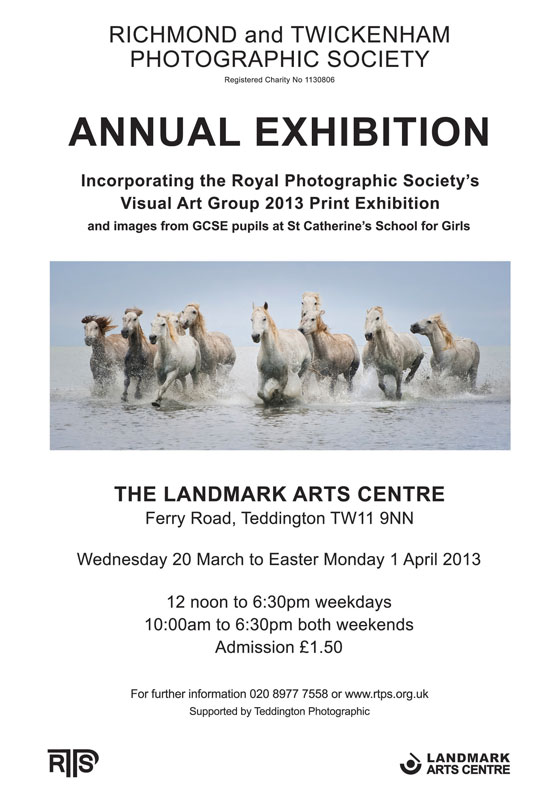 RICHMOND and TWICKENHAM
PHOTOGRAPHIC SOCIETY
Registered Charity No 1130806
ANNUAL EXHIBITION
Incorporating the Royal Photographic Society’s
Visual Art Group 2013 Print Exhibition
and images from GCSE pupils at St Catherine’s School for Girls
THE LANDMARK ARTS CENTRE
Ferry Road, Teddington TW11 9NN
Wednesday 20 March to Easter Monday 1 April 2013
12 noon to 6:30pm weekdays
10:00am to 6:30pm both weekends
Admission £1.50
For further information 020 8977 7558 or www.rtps.org.uk
Supported by Teddington Photographic
RTPS
LANDMARK
ARTS CENTRE